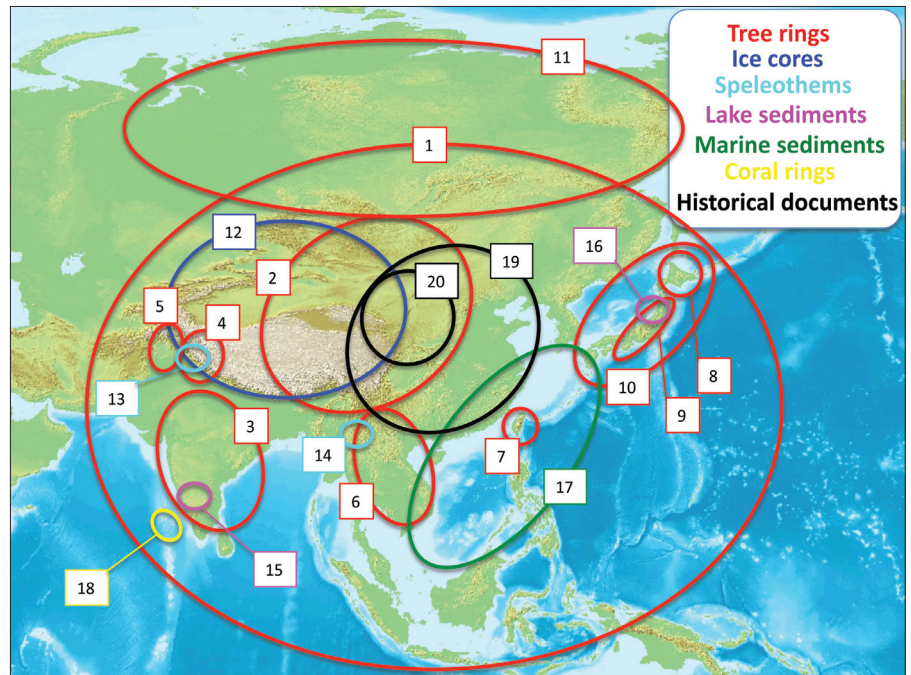 Tree rings
Ice cores
Speleothems
Lake sediments
Marine sediments
Coral rings
Historical documents
11
1
12
16
19
2
20
5
4
13
10
9
8
3
14
7
6
17
18
15